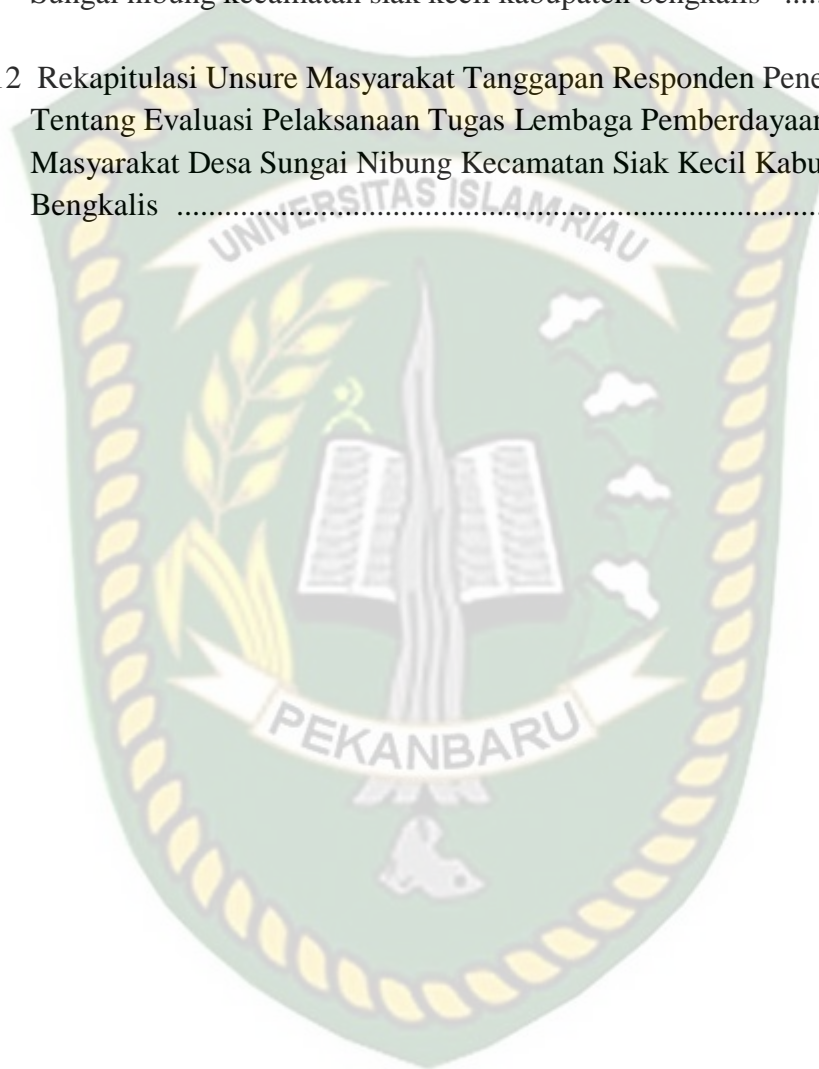 Sungai nibung kecamatan siak kecil kabupaten bengkalis .....
12 Rekapitulasi Unsure Masyarakat Tanggapan Responden Pene
Tentang Evaluasi Pelaksanaan Tugas Lembaga Pemberdayaan
Masyarakat Desa Sungai Nibung Kecamatan Siak Kecil Kabu
Bengkalis ................................................................................
UNIVERSITAS ISLAM RIAU
PEKANBARU